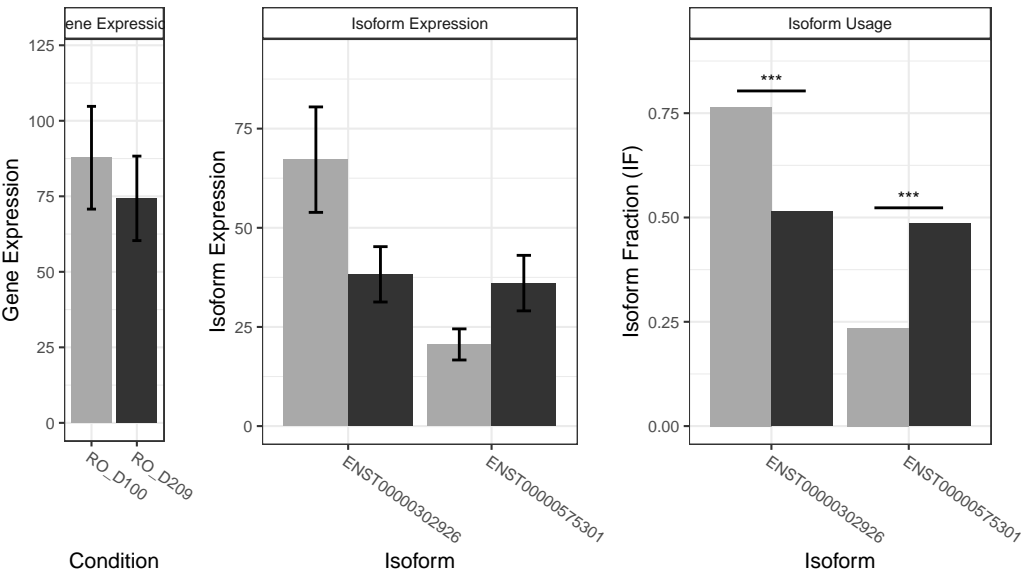 ene Expressio
Isoform Expression
Isoform Usage
Gene Expression
125
100
75
50
25
0
RO_D100
RO_D209
Condition
Isoform Expression
75
50
25
0
ENST00000302926
ENST00000575301
Isoform
Isoform Fraction (IF)
0.75
0.50
0.25
0.00
***
***
ENST00000302926
ENST00000575301
Isoform